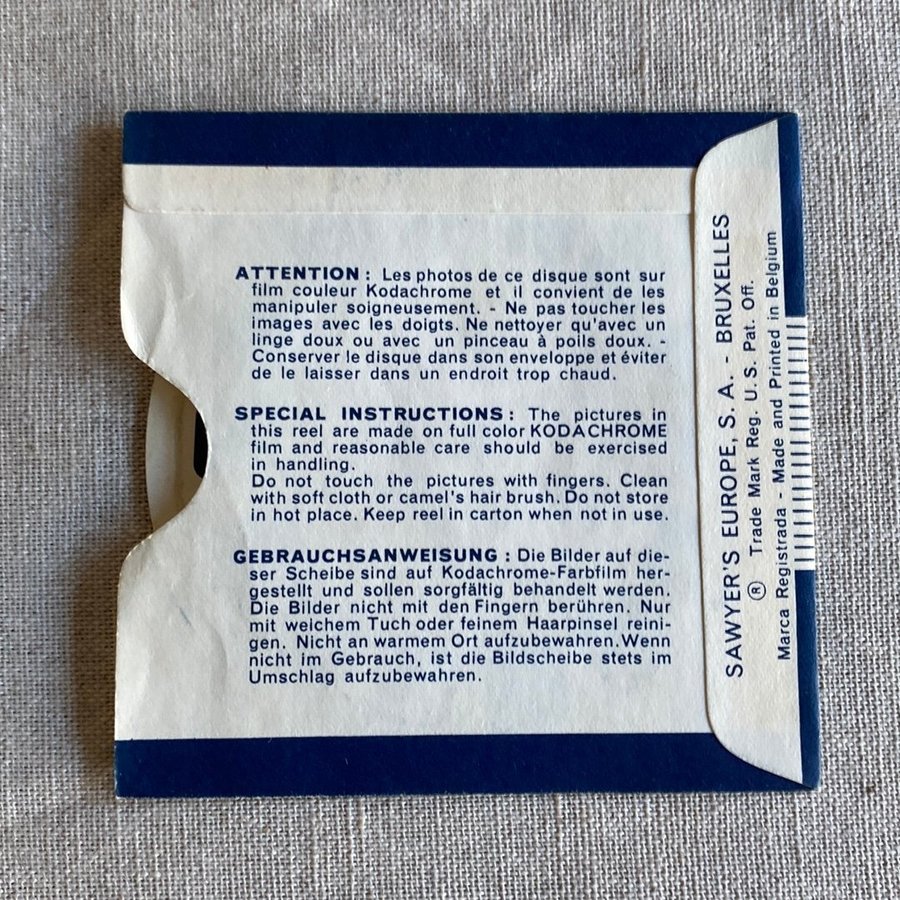 ATTENTION : Les photos de ce disque sont sur
film couleur Kodachrome et il convient de les
manipuler soigneusement. - Ne pas toucher les
images avec les doigts. Ne nettoyer qu'avec un
linge doux ou avec un pinceau à poils doux. -
Conserver le disque dans son enveloppe et éviter
de le laisser dans un endroit trop chaud.
SPECIAL INSTRUCTIONS : The pictures in
this reel are made on full color KODACHROME
film and reasonable care should be exercised
in handling.
Do not touch the pictures with fingers. Clean
with soft cloth or camel's hair brush. Do not store
in hot place. Keep reel in carton when not in use.
GEBRAUCHSANWEISUNG : Die Bilder auf die-
ser Scheibe sind auf Kodachrome-Farbfilm her-
gestellt und sollen sorgfältig behandelt werden.
Die Bilder nicht mit den Fingern berühren. Nur
mit weichem Tuch oder feinem Haarpinsel reini-
gen. Nicht an warmem Ort aufzubewahren. Wenn
nicht im Gebrauch, ist die Bildscheibe stets im
Umschlag aufzubewahren.
SAWYER'S EUROPE, S. A. - BRUXELLES
® Trade Mark Reg. U. S. Pat. Off.
Marca Registrada - Made and Printed in Belgium